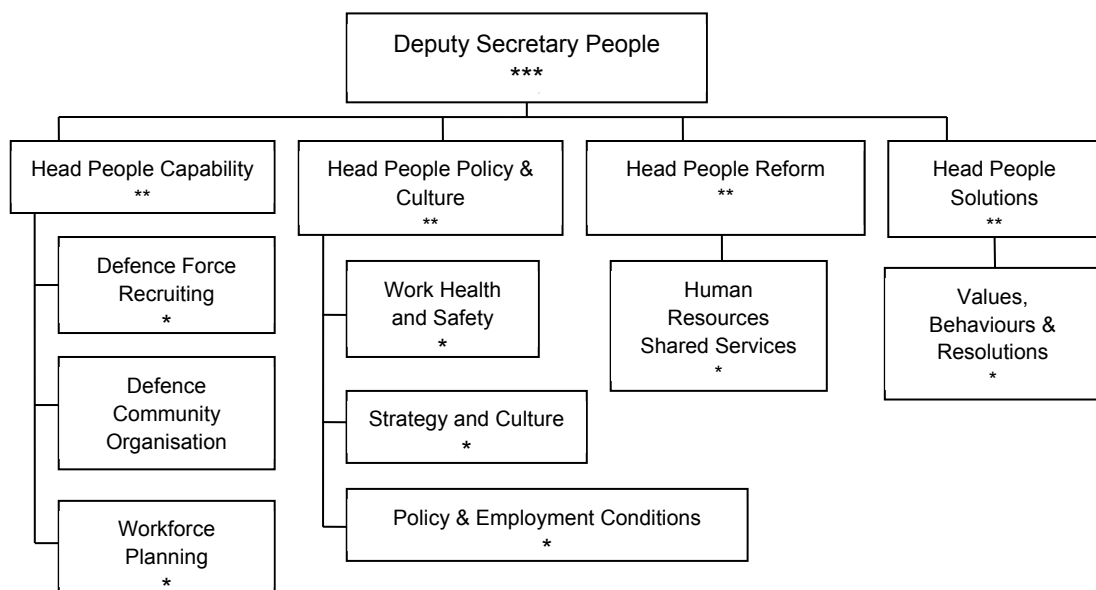 Deputy Secretary People
***
Head People Capability
**
Head People Policy &
Culture
**
Head People Reform
**
Head People
Solutions
**
Defence Force
Recruiting
*
Defence
Community
Organisation
Workforce
Planning
*
Work Health
and Safety
*
Strategy and Culture
*
Policy & Employment Conditions
*
Human
Resources
Shared Services
*
Values,
Behaviours &
Resolutions
*